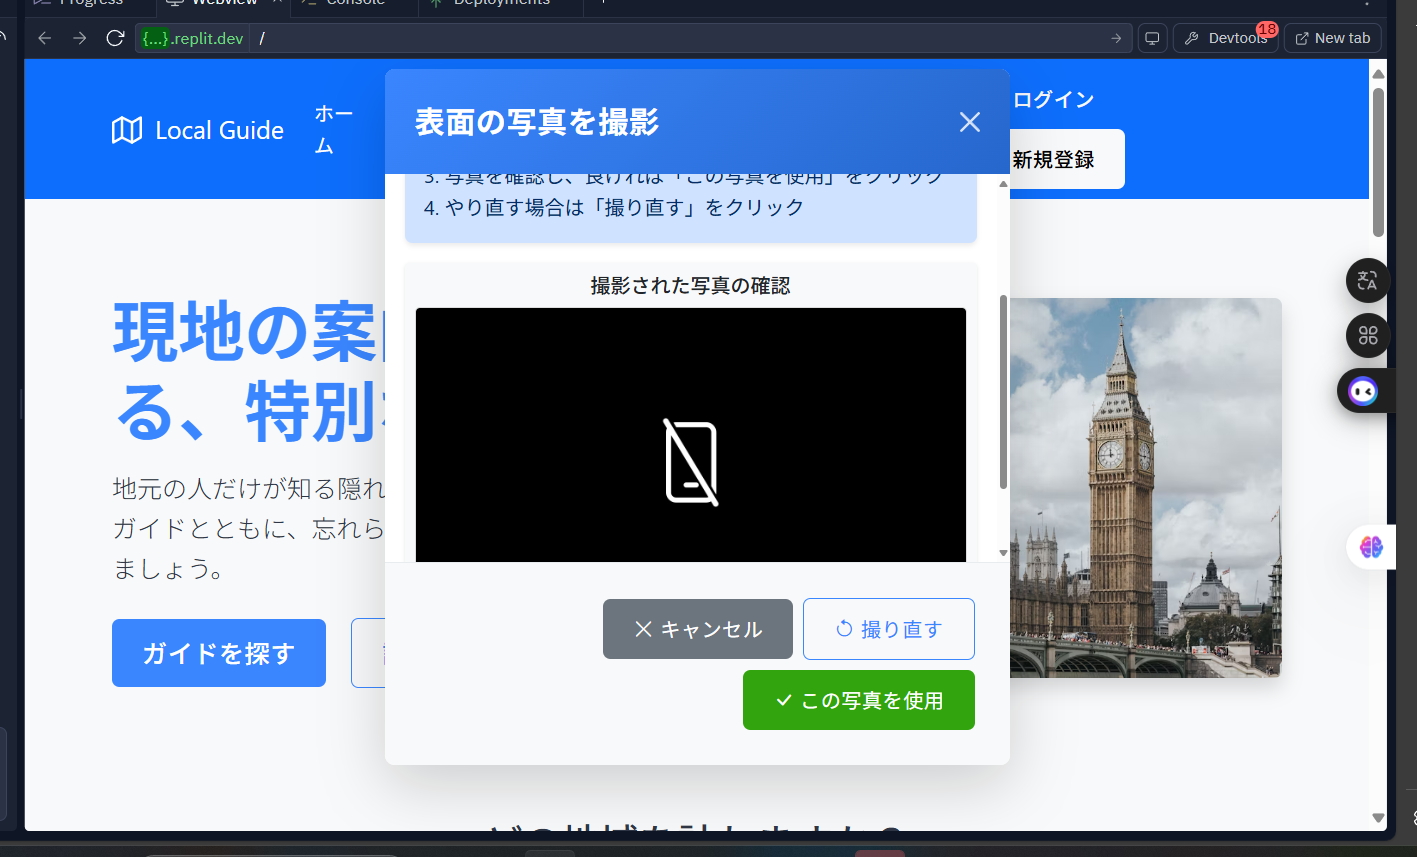 Progress
Webview
Console
Deployments
{...}.replit.dev /
Devtools
18
New tab
Local Guide
ホー
ム
ログイン
新規登録
表面の写真を撮影
3. 写真を確認し、良ければ「この写真を使用」をクリック
4. やり直す場合は「撮り直す」をクリック
撮影された写真の確認
現地の案
る、特別
地元の人だけが知る隠れ
ガイドとともに、忘れら
ましょう。
ガイドを探す
キャンセル
撮り直す
この写真を使用